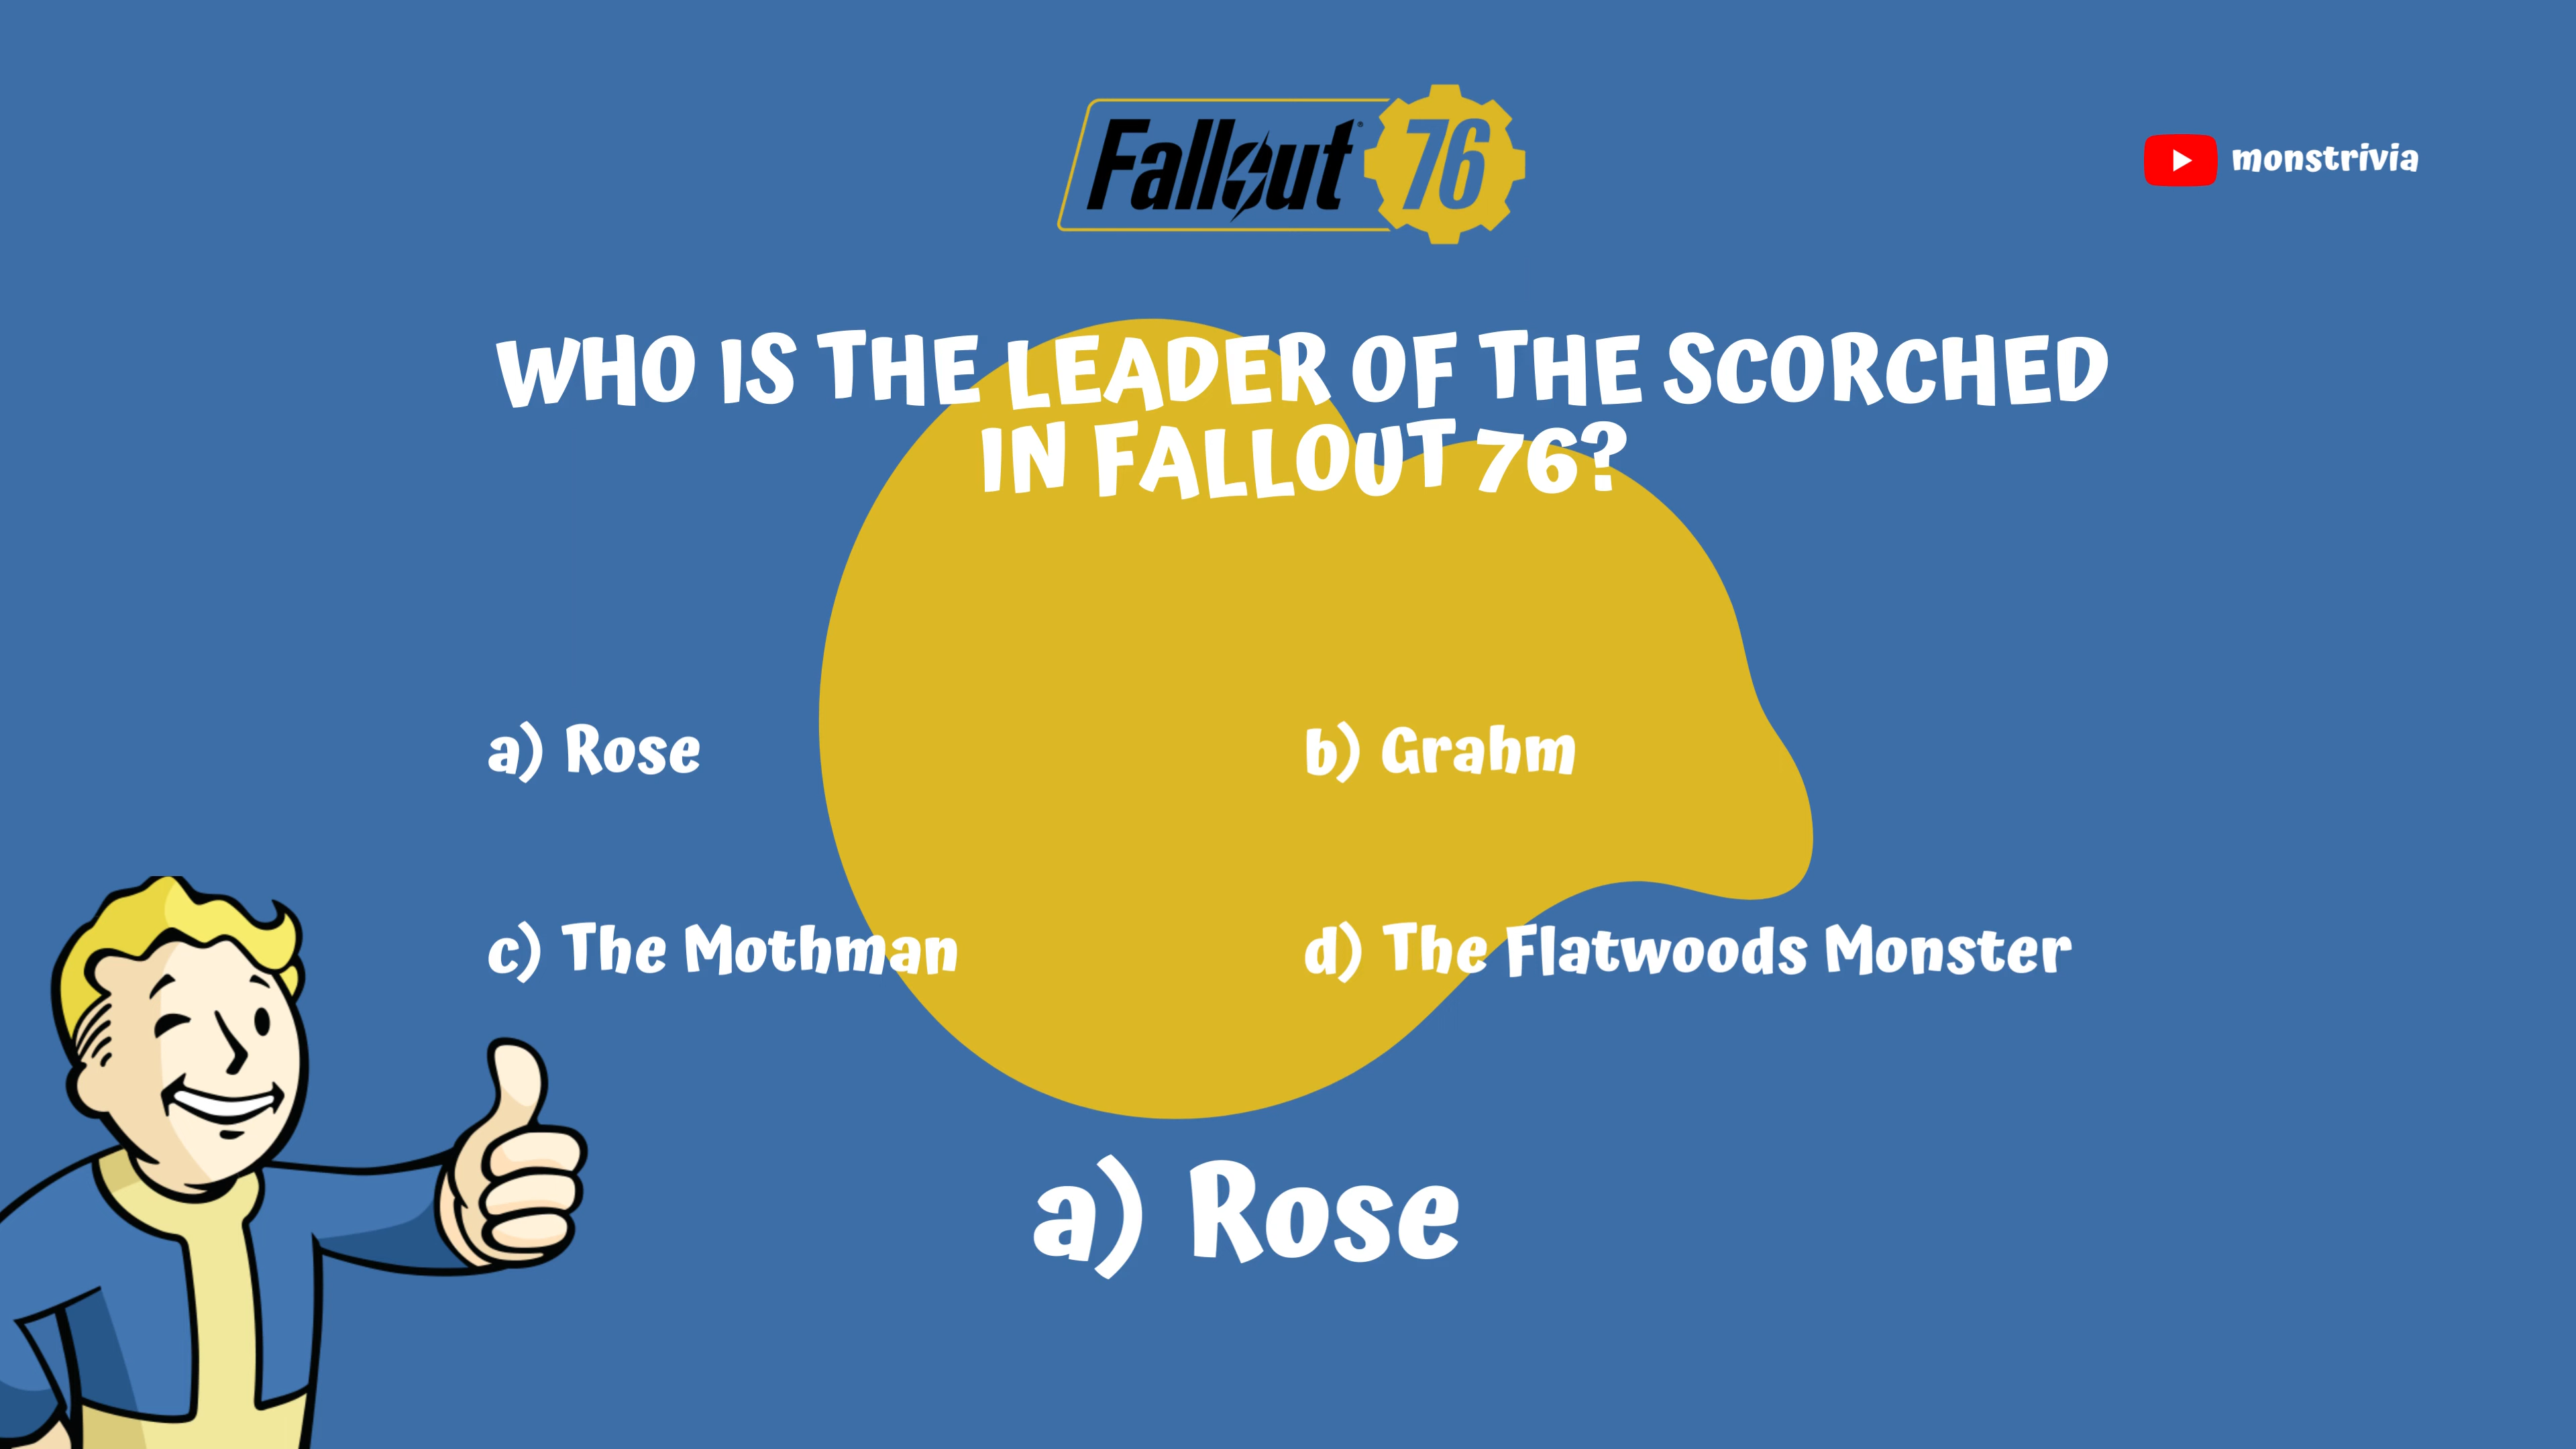 Fallout 76
monstrivia
WHO IS THE LEADER OF THE SCORCHED
IN FALLOUT 76?
a) Rose
b) Grahm
c) The Mothman
d) The Flatwoods Monster
a) Rose